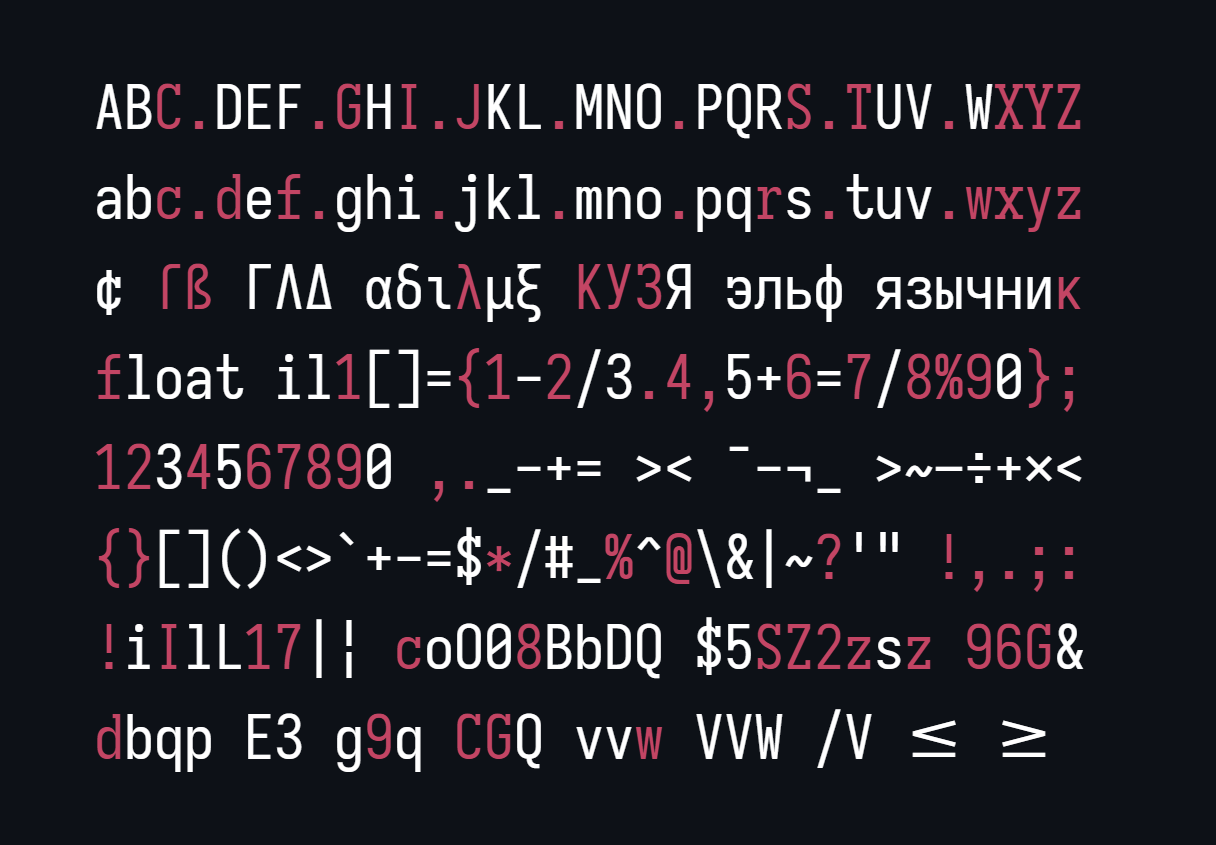 ABC.DEF.GHI.JKL.MNO.PQRS.TUV.WXYZ
abc.def.ghi.jkl.mno.pqrs.tuv.wxyz
¢ ſß ΓΛΔ αδιλμξ КУЗЯ эльф язычник
float il1[]={1-2/3.4,5+6=7/8%90};
1234567890 ,._-+= >< ¯-¬_ >~–÷+×<
{}[]()<>`+-=$*/#_%^@\&|~?'" !,.;:
!iIlL17|¦ coO08BbDQ $5SZ2zsz 96G&
dbqp E3 g9q CGQ vvw VVW /V ≤ ≥